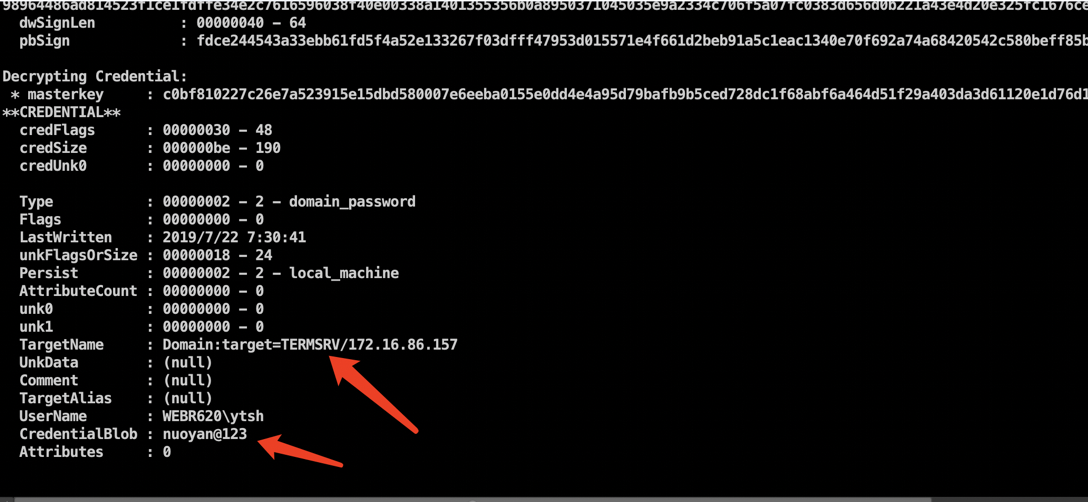 dwSignLen : 00000040 - 64
pbSign : fdce244543a33ebb61fd5f4a52e133267f03dfff47953d015571e4f661d2beb91a5c1eac1340e70f692a74a68420542c580beff85b
Decrypting Credential:
* masterkey : c0bf810227c26e7a523915e15dbd580007e6eeba0155e0dd4e4a95d79bafb9b5ced728dc1f68abf6a464d51f29a403da3d61120e1d76d1
**CREDENTIAL**
credFlags : 00000030 - 48
credSize : 000000be - 190
credUnk0 : 00000000 - 0
Type : 00000002 - 2 - domain_password
Flags : 00000000 - 0
LastWritten : 2019/7/22 7:30:41
unkFlagsOrSize : 00000018 - 24
Persist : 00000002 - 2 - local_machine
AttributeCount : 00000000 - 0
unk0 : 00000000 - 0
unk1 : 00000000 - 0
TargetName : Domain:target=TERMSRV/172.16.86.157
UnkData : (null)
Comment : (null)
TargetAlias : (null)
UserName : WEBR620\ytsh
CredentialBlob : nuoyan@123
Attributes : 0